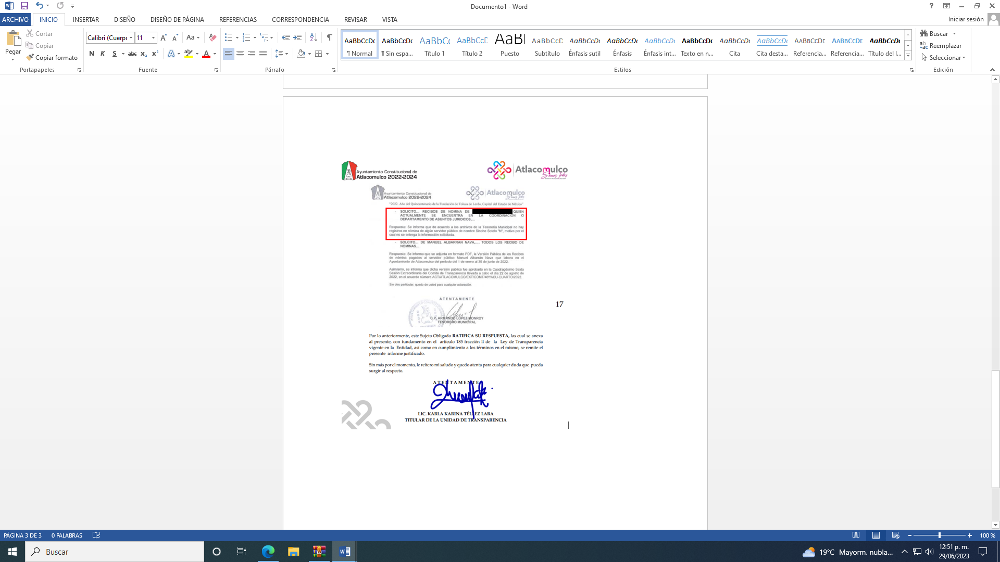 Documento1 - Word
ARCHIVO INICIO INSERTAR DISEÑO DISEÑO DE PÁGINA REFERENCIAS CORRESPONDENCIA REVISAR VISTA Iniciar sesión
Pegar
Cortar
Copiar
Copiar formato
Portapapeles
Calibri (Cuerpo 11
N K S abc x₂ x²
Fuente
Párrafo
AaBbCcDc AaBbCcDc AaBbCc AaBbCcD AaB AaBbCcD AaBbCcDc AaBbCcDc AaBbCcDc AaBbCcDc AaBbCcDc AaBbCcDc AaBbCcDc AaBbCcDc AaBbCcDc
¶ Normal ¶ Sin espa... Título 1 Título 2 Puesto Subtítulo Énfasis sutil Énfasis Énfasis int... Texto en n... Cita Cita desta... Referencia... Referencia... Título del l...
Estilos
Buscar
Reemplazar
Seleccionar
Edición
Ayuntamiento Constitucional de
Atlacomulco 2022-2024
Atlacomulco
Somos Todos
Ayuntamiento Constitucional de
Atlacomulco 2022-2024
Atlacomulco
Somos Todos
"2022. Año del Quincentenario de la Fundación de Toluca de Lerdo, Capital del Estado de México"
- SOLICITO... RECIBOS DE NOMINA DE QUIEN
ACTUALMENTE SE ENCUENTRA EN LA COORDINACIÓN O
DEPARTAMENTO DE ASUNTOS JURIDICOS,...
Respuesta: Se informa que de acuerdo a los archivos de la Tesorería Municipal no hay
registros en nómina de algún servidor público de nombre Sinohe Sotelo "N", motivo por el
cual no se entrega la información solicitada.
- SOLCITO... DE MANUEL ALBARRAN NAVA,..., TODOS LOS RECIBO DE
NOMINAS...
Respuesta: Se informa que se adjunta en formato PDF, la Versión Pública de los Recibos
de nómina pagados al servidor público Manuel Albarrán Nava que labora en el
Ayuntamiento de Atlacomulco del período del 1 de enero al 30 de junio de 2022.
Asimismo, se informa que dicha versión pública fue aprobada en la Cuadragésimo Sexta
Sesión Extraordinaria del Comité de Transparencia llevada a cabo el día 22 de agosto de
2022, en el acuerdo número ACT/ATLACOMULCO/EXT/COMT/46º/ACU-CUARTO/2022.
Sin otro particular, quedo de usted para cualquier aclaración.
ATENTAMENTE
C.P. ARMANDO LOPEZ MONROY
TESORERO MUNICIPAL
17
Por lo anteriormente, este Sujeto Obligado RATIFICA SU RESPUESTA, las cual se anexa
al presente, con fundamento en el artículo 185 fracción II de la Ley de Transparencia
vigente en la Entidad, así como en cumplimiento a los términos en el mismo, se remite el
presente informe justificado.
Sin más por el momento, le reitero mi saludo y quedo atenta para cualquier duda que pueda
surgir al respecto.
ATENTAMENTE
LIC. KARLA KARINA TÉLLEZ LARA
TITULAR DE LA UNIDAD DE TRANSPARENCIA
PÁGINA 3 DE 3 0 PALABRAS 100 %
Buscar
19°C Mayorm. nubla...
12:51 p. m.
29/06/2023